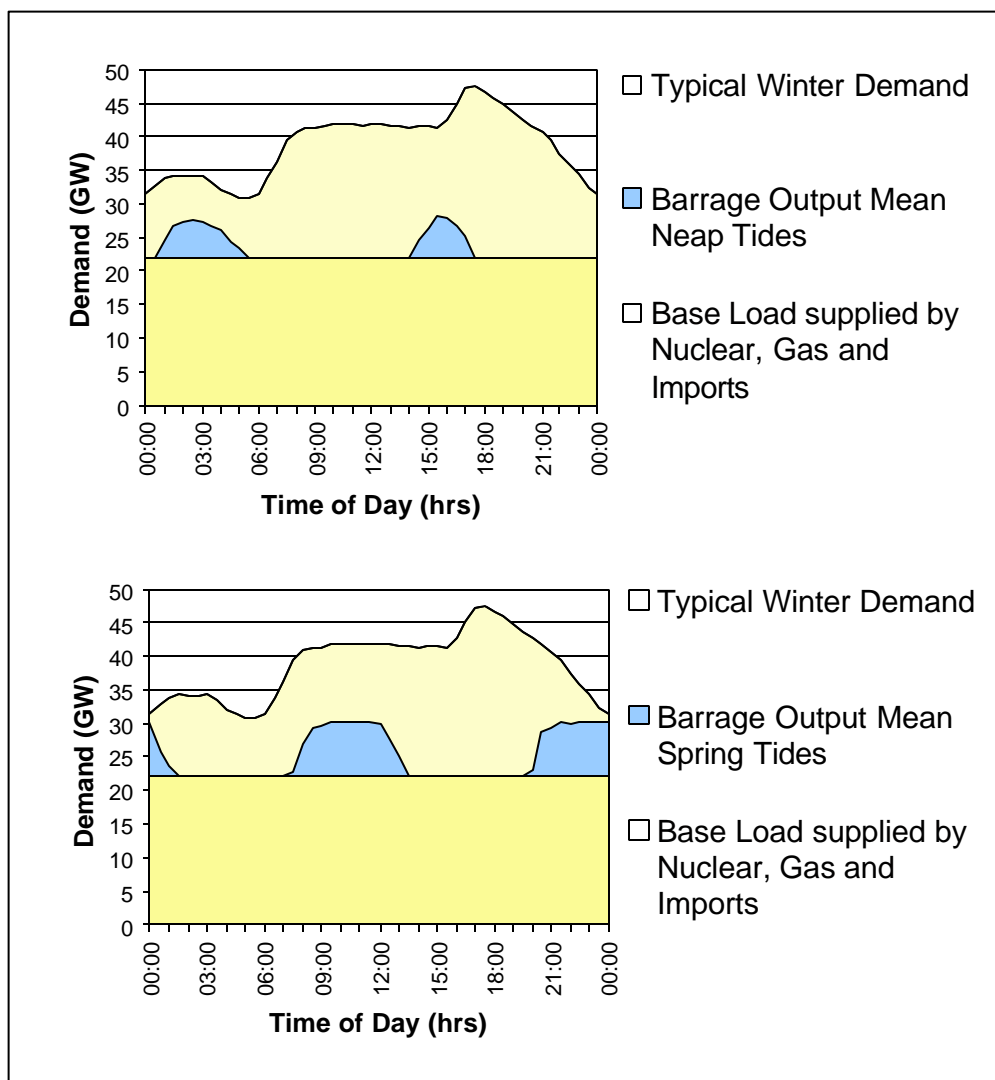 50
45
40
35
30
25
20
15
10
5
0
Demand (GW)
00:00
03:00
06:00
09:00
12:00
15:00
18:00
21:00
00:00
Time of Day (hrs)
Typical Winter Demand
Barrage Output Mean
Neap Tides
Base Load supplied by
Nuclear, Gas and
Imports
50
45
40
35
30
25
20
15
10
5
0
Demand (GW)
00:00
03:00
06:00
09:00
12:00
15:00
18:00
21:00
00:00
Time of Day (hrs)
Typical Winter Demand
Barrage Output Mean
Spring Tides
Base Load supplied by
Nuclear, Gas and
Imports